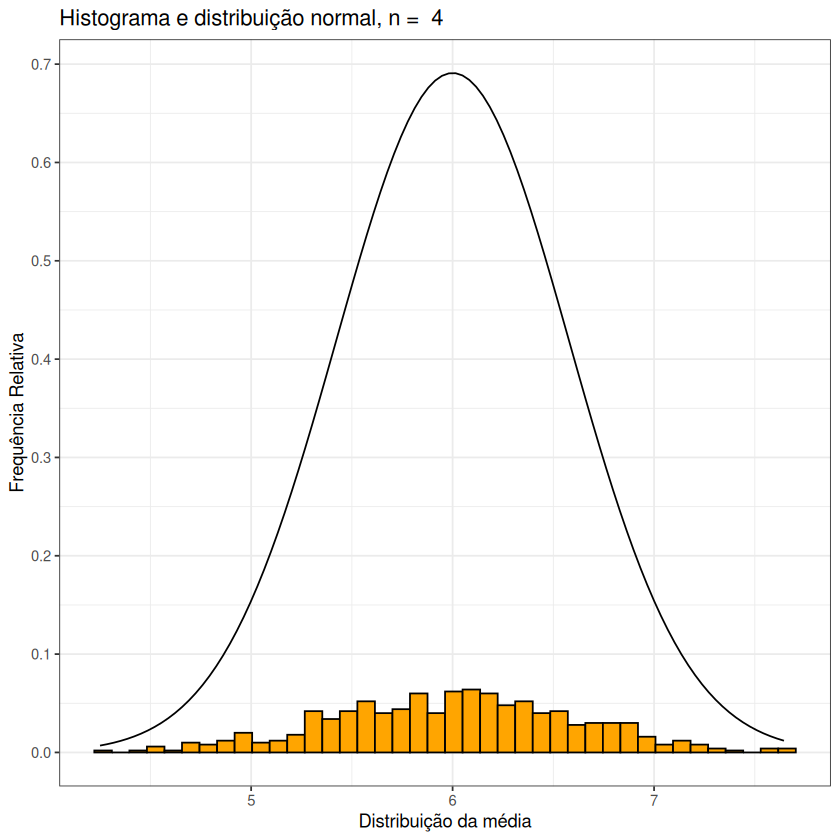 Histograma e distribuição normal, n =  4
Frequência Relativa
0.7
0.6
0.5
0.4
0.3
0.2
0.1
0.0
5 6 7
Distribuição da média